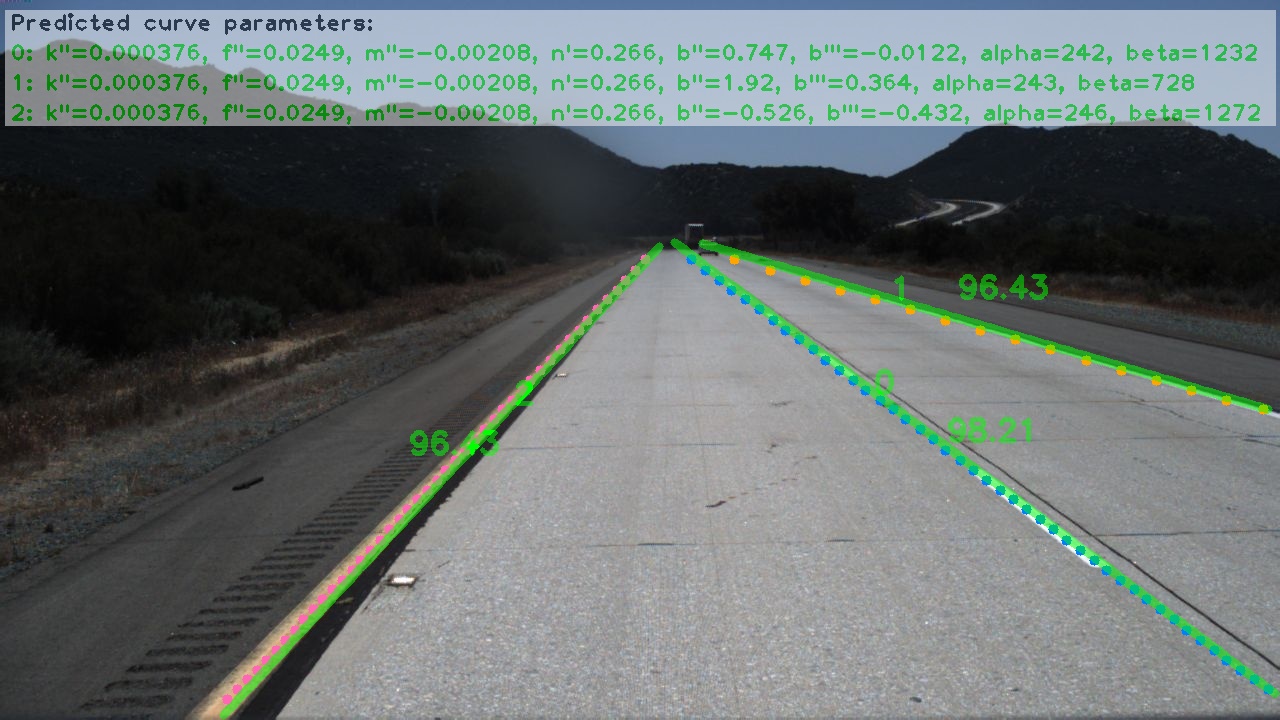 Predicted curve parameters:
0: k"=0.000376, f"=0.0249, m"=−0.00208, n'=0.266, b"=0.747, b'"=−0.0122, alpha=242, beta=1232
1: k"=0.000376, f"=0.0249, m"=−0.00208, n'=0.266, b"=1.92, b'"=0.364, alpha=243, beta=728
2: k"=0.000376, f"=0.0249, m"=−0.00208, n'=0.266, b"=−0.526, b'"=−0.432, alpha=246, beta=1272
1 96.43
2
0
96.43
98.21